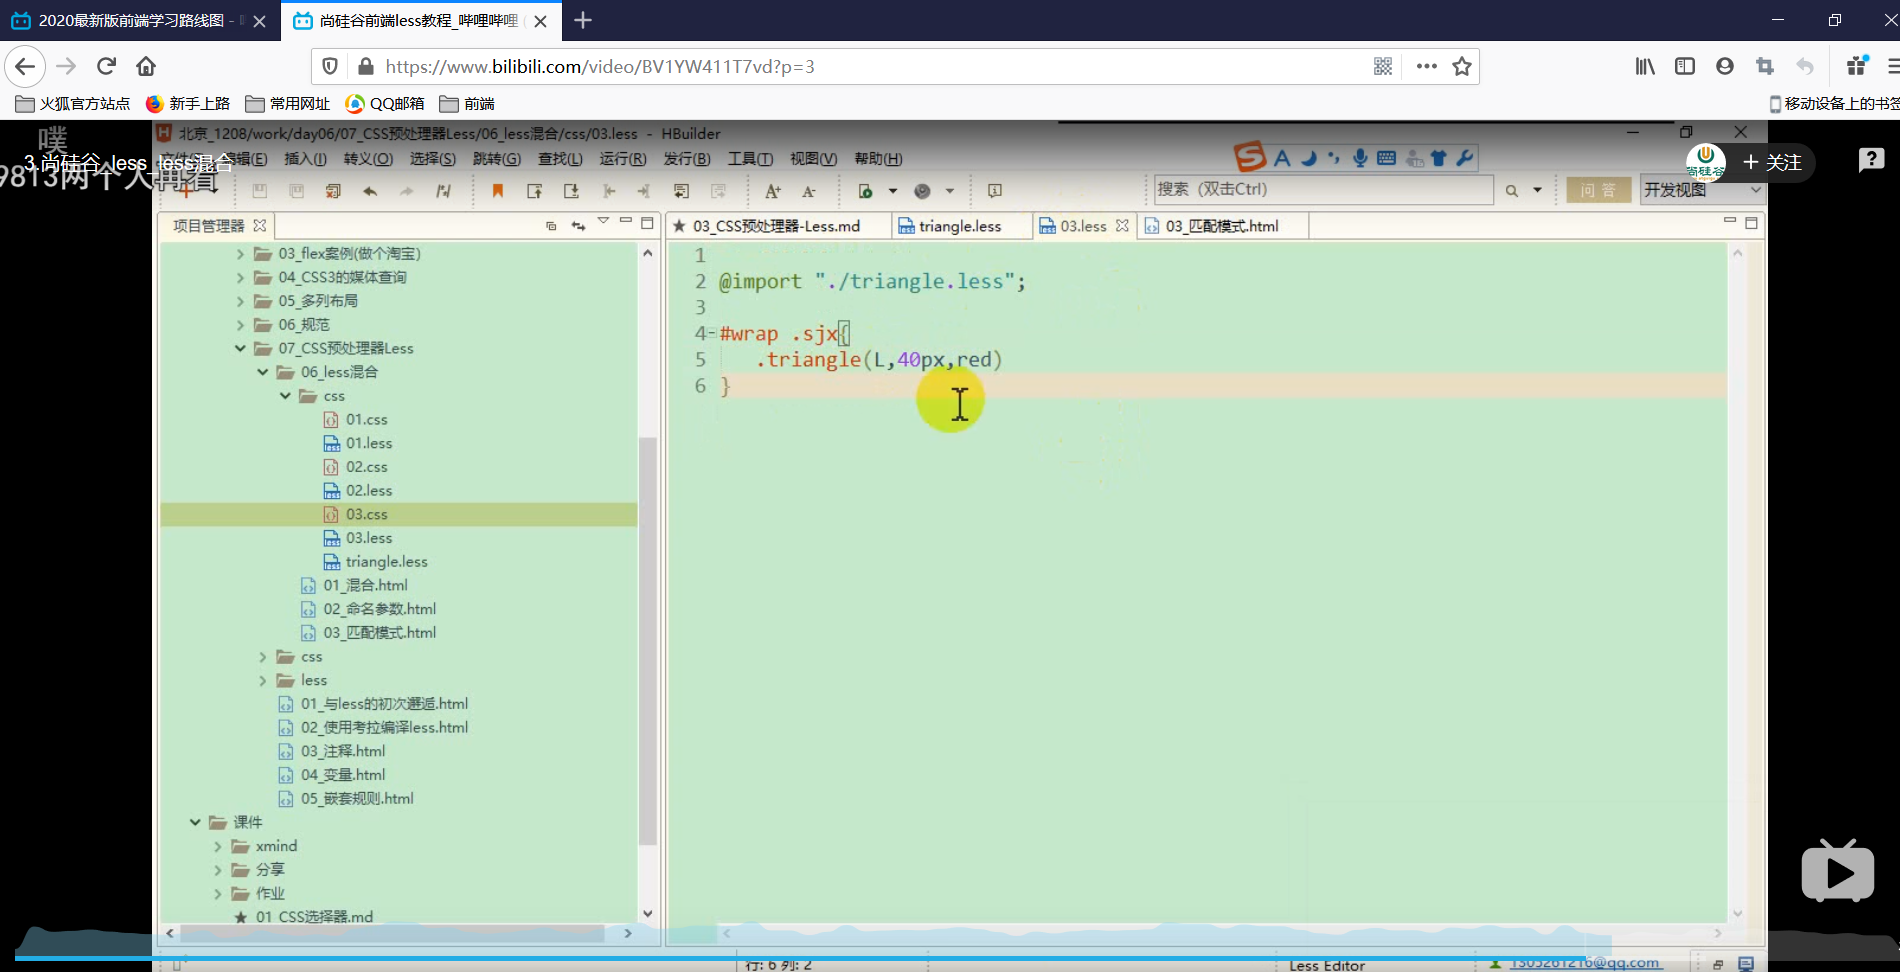 2020最新版前端学习路线图 -
尚硅谷前端less教程_哔哩哔哩 (
https://www.bilibili.com/video/BV1YW411T7vd?p=3
火狐官方站点 新手上路 常用网址 QQ邮箱 前端
移动设备上的书签
噗
北京_1208/work/day06/07_CSS预处理器Less/06_less混合/css/03.less - HBuilder
3.尚硅谷_less_less混合
9813两个人再看
编辑(E) 插入(I) 转义(O) 选择(S) 跳转(G) 查找(L) 运行(R) 发行(B) 工具(T) 视图(V) 帮助(H)
尚硅谷
+ 关注
搜索 (双击Ctrl)
问 答
开发视图
项目管理器
03_CSS预处理器-Less.md
triangle.less
03.less
03_匹配模式.html
03_flex案例(做个淘宝)
04_CSS3的媒体查询
05_多列布局
06_规范
07_CSS预处理器Less
06_less混合
css
01.css
01.less
02.css
02.less
03.css
03.less
triangle.less
01_混合.html
02_命名参数.html
03_匹配模式.html
css
less
01_与less的初次邂逅.html
02_使用考拉编译less.html
03_注释.html
04_变量.html
05_嵌套规则.html
课件
xmind
分享
作业
01_CSS选择器.md
1
2 @import "./triangle.less";
3
4 #wrap .sjx{
5 .triangle(L,40px,red)
6 }
行: 6 列: 2
Less Editor
1305261216@qq.com